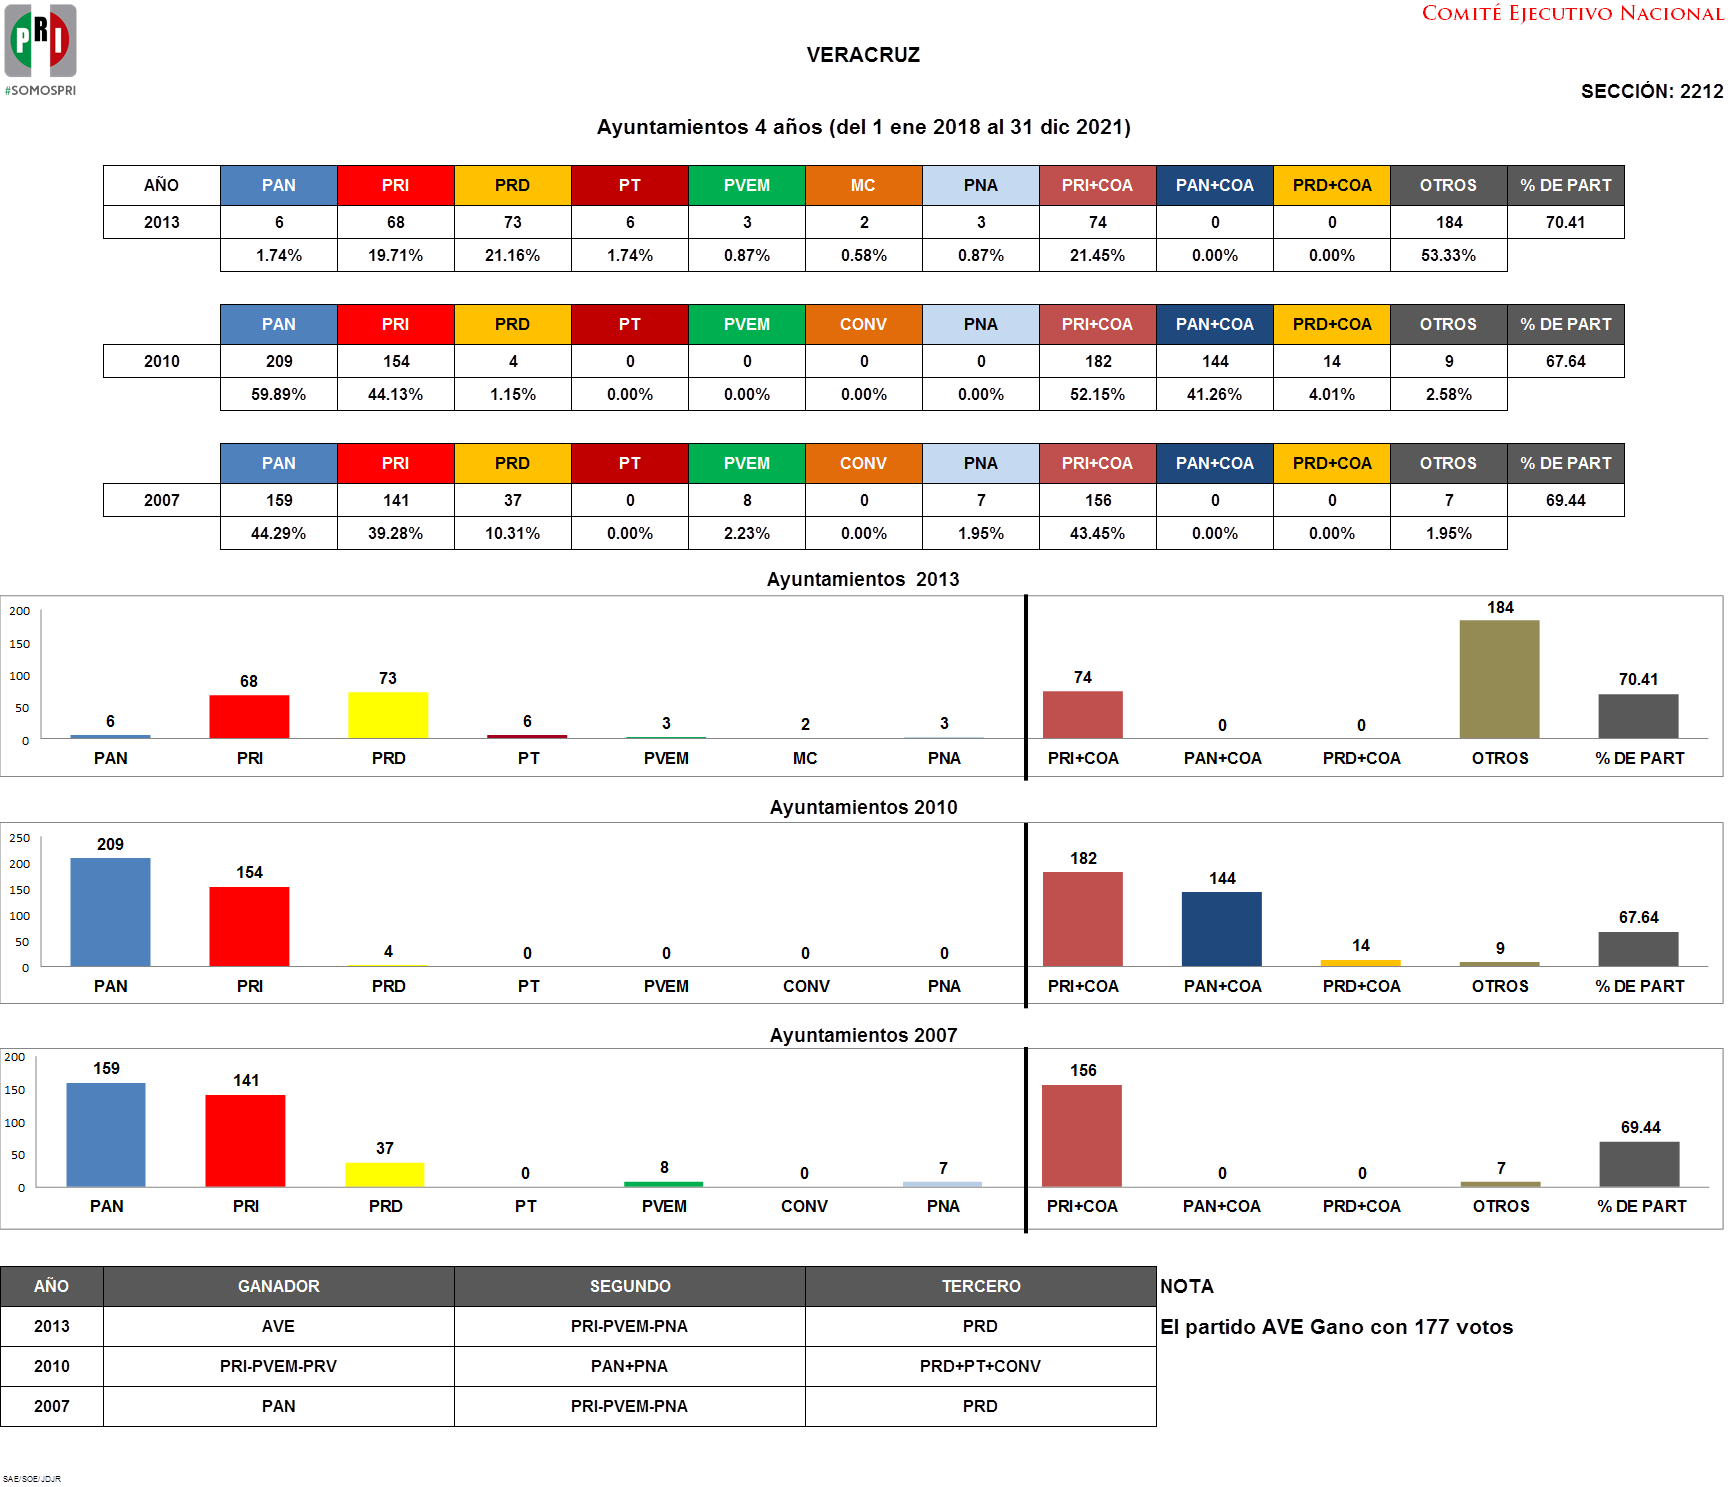 PRI
#SOMOSPRI
COMITÉ EJECUTIVO NACIONAL
VERACRUZ
SECCIÓN: 2212
Ayuntamientos 4 años (del 1 ene 2018 al 31 dic 2021)
AÑO PAN PRI PRD PT PVEM MC PNA PRI+COA PAN+COA PRD+COA OTROS % DE PART
2013 6 68 73 6 3 2 3 74 0 0 184 70.41
1.74% 19.71% 21.16% 1.74% 0.87% 0.58% 0.87% 21.45% 0.00% 0.00% 53.33%
PAN PRI PRD PT PVEM CONV PNA PRI+COA PAN+COA PRD+COA OTROS % DE PART
2010 209 154 4 0 0 0 0 182 144 14 9 67.64
59.89% 44.13% 1.15% 0.00% 0.00% 0.00% 0.00% 52.15% 41.26% 4.01% 2.58%
PAN PRI PRD PT PVEM CONV PNA PRI+COA PAN+COA PRD+COA OTROS % DE PART
2007 159 141 37 0 8 0 7 156 0 0 7 69.44
44.29% 39.28% 10.31% 0.00% 2.23% 0.00% 1.95% 43.45% 0.00% 0.00% 1.95%
Ayuntamientos 2013
200
150
100
50
0
6 68 73 6 3 2 3 74 0 0 184 70.41
PAN PRI PRD PT PVEM MC PNA PRI+COA PAN+COA PRD+COA OTROS % DE PART
Ayuntamientos 2010
250
200
150
100
50
0
209 154 4 0 0 0 0 182 144 14 9 67.64
PAN PRI PRD PT PVEM CONV PNA PRI+COA PAN+COA PRD+COA OTROS % DE PART
Ayuntamientos 2007
200
150
100
50
0
159 141 37 0 8 0 7 156 0 0 7 69.44
PAN PRI PRD PT PVEM CONV PNA PRI+COA PAN+COA PRD+COA OTROS % DE PART
AÑO GANADOR SEGUNDO TERCERO NOTA
2013 AVE PRI-PVEM-PNA PRD El partido AVE Gano con 177 votos
2010 PRI-PVEM-PRV PAN+PNA PRD+PT+CONV
2007 PAN PRI-PVEM-PNA PRD
SAE/SOE/JDJR